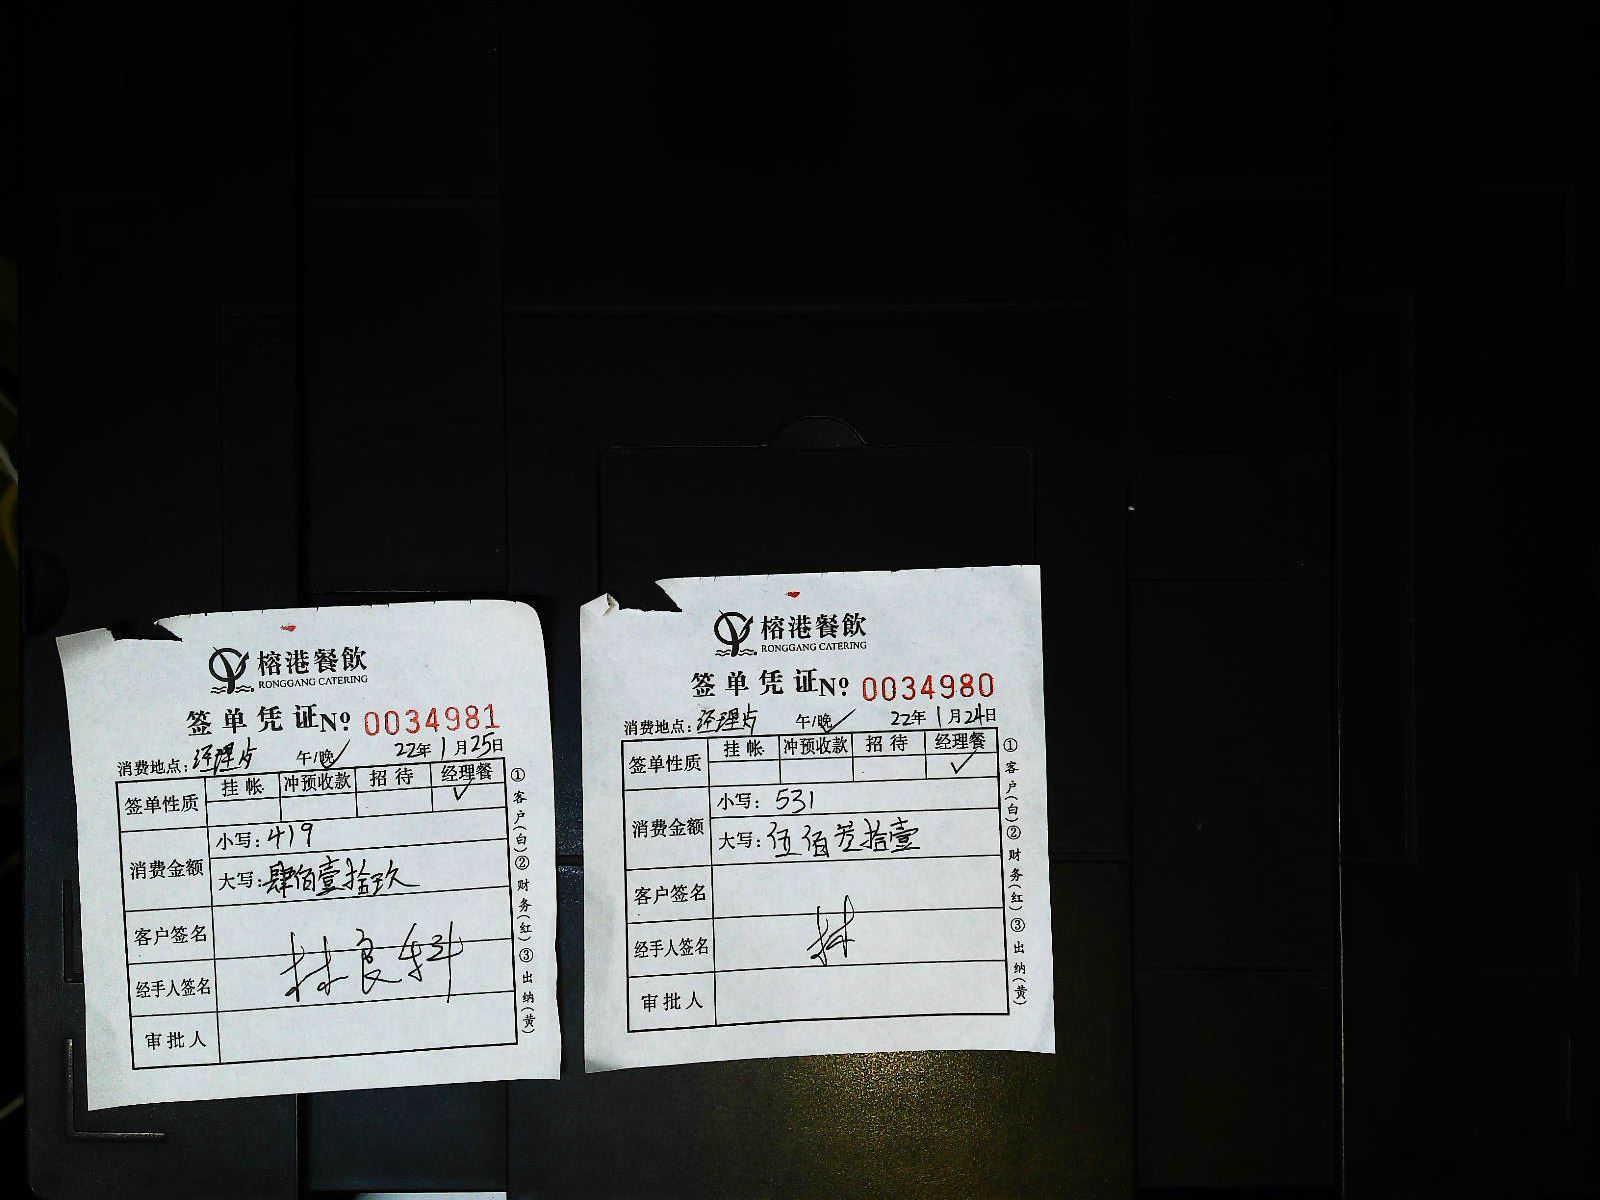 榕港餐飲
RONGGANG CATERING
签单凭证No 0034981
消费地点:经理点 午/晚✓ 22年1月25日
签单性质 挂帐 冲预收款 招待 经理餐
✓
消费金额 小写:419
大写:肆佰壹拾玖
客户签名
林良
经手人签名
审批人
①客户(白)②财务(红)③出纳(黄)
榕港餐飲
RONGGANG CATERING
签单凭证No 0034980
消费地点:经理点 午/晚✓ 22年1月24日
签单性质 挂帐 冲预收款 招待 经理餐
✓
消费金额 小写:531
大写:伍佰叁拾壹
客户签名
经手人签名 林
审批人
①客户(白)②财务(红)③出纳(黄)